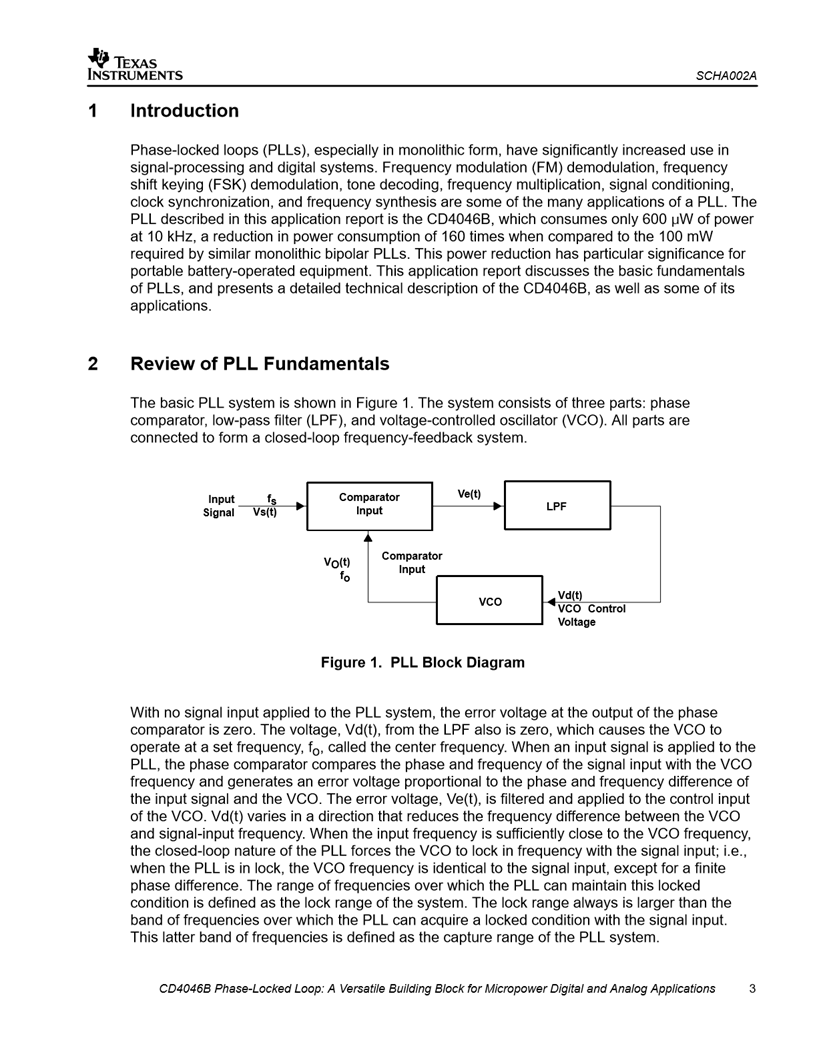 TEXAS
INSTRUMENTS
SCHA002A
1 Introduction
Phase-locked loops (PLLs), especially in monolithic form, have significantly increased use in
signal-processing and digital systems. Frequency modulation (FM) demodulation, frequency
shift keying (FSK) demodulation, tone decoding, frequency multiplication, signal conditioning,
clock synchronization, and frequency synthesis are some of the many applications of a PLL. The
PLL described in this application report is the CD4046B, which consumes only 600 μW of power
at 10 kHz, a reduction in power consumption of 160 times when compared to the 100 mW
required by similar monolithic bipolar PLLs. This power reduction has particular significance for
portable battery-operated equipment. This application report discusses the basic fundamentals
of PLLs, and presents a detailed technical description of the CD4046B, as well as some of its
applications.
2 Review of PLL Fundamentals
The basic PLL system is shown in Figure 1. The system consists of three parts: phase
comparator, low-pass filter (LPF), and voltage-controlled oscillator (VCO). All parts are
connected to form a closed-loop frequency-feedback system.
Input
Signal
fs
Vs(t)
Comparator
Input
Ve(t)
LPF
VO(t)
fo
Comparator
Input
VCO
Vd(t)
VCO Control
Voltage
Figure 1. PLL Block Diagram
With no signal input applied to the PLL system, the error voltage at the output of the phase
comparator is zero. The voltage, Vd(t), from the LPF also is zero, which causes the VCO to
operate at a set frequency, fo, called the center frequency. When an input signal is applied to the
PLL, the phase comparator compares the phase and frequency of the signal input with the VCO
frequency and generates an error voltage proportional to the phase and frequency difference of
the input signal and the VCO. The error voltage, Ve(t), is filtered and applied to the control input
of the VCO. Vd(t) varies in a direction that reduces the frequency difference between the VCO
and signal-input frequency. When the input frequency is sufficiently close to the VCO frequency,
the closed-loop nature of the PLL forces the VCO to lock in frequency with the signal input; i.e.,
when the PLL is in lock, the VCO frequency is identical to the signal input, except for a finite
phase difference. The range of frequencies over which the PLL can maintain this locked
condition is defined as the lock range of the system. The lock range always is larger than the
band of frequencies over which the PLL can acquire a locked condition with the signal input.
This latter band of frequencies is defined as the capture range of the PLL system.
CD4046B Phase-Locked Loop: A Versatile Building Block for Micropower Digital and Analog Applications 3